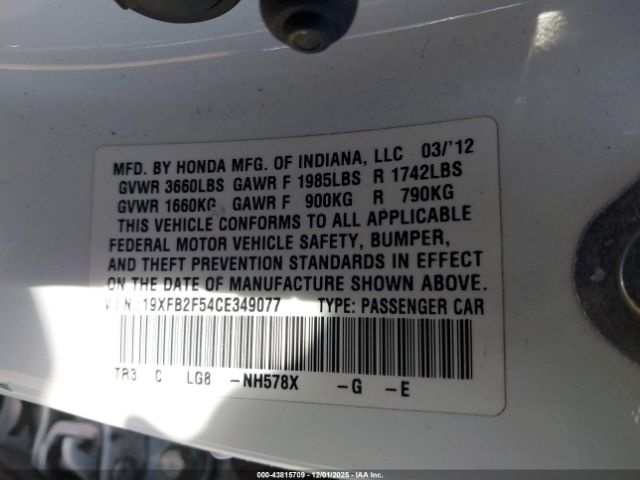 MFD. BY HONDA MFG. OF INDIANA, LLC 03/'12
GVWR 3660LBS GAWR F 1985LBS R 1742LBS
GVWR 1660KG GAWR F 900KG R 790KG
THIS VEHICLE CONFORMS TO ALL APPLICABLE
FEDERAL MOTOR VEHICLE SAFETY, BUMPER,
AND THEFT PREVENTION STANDARDS IN EFFECT
ON THE DATE OF MANUFACTURE SHOWN ABOVE.
V.I.N.:19XFB2F54CE349077 TYPE: PASSENGER CAR
TR3 C LG8 -NH578X -G -E
000-43815709 - 12/01/2025 - IAAI COPART